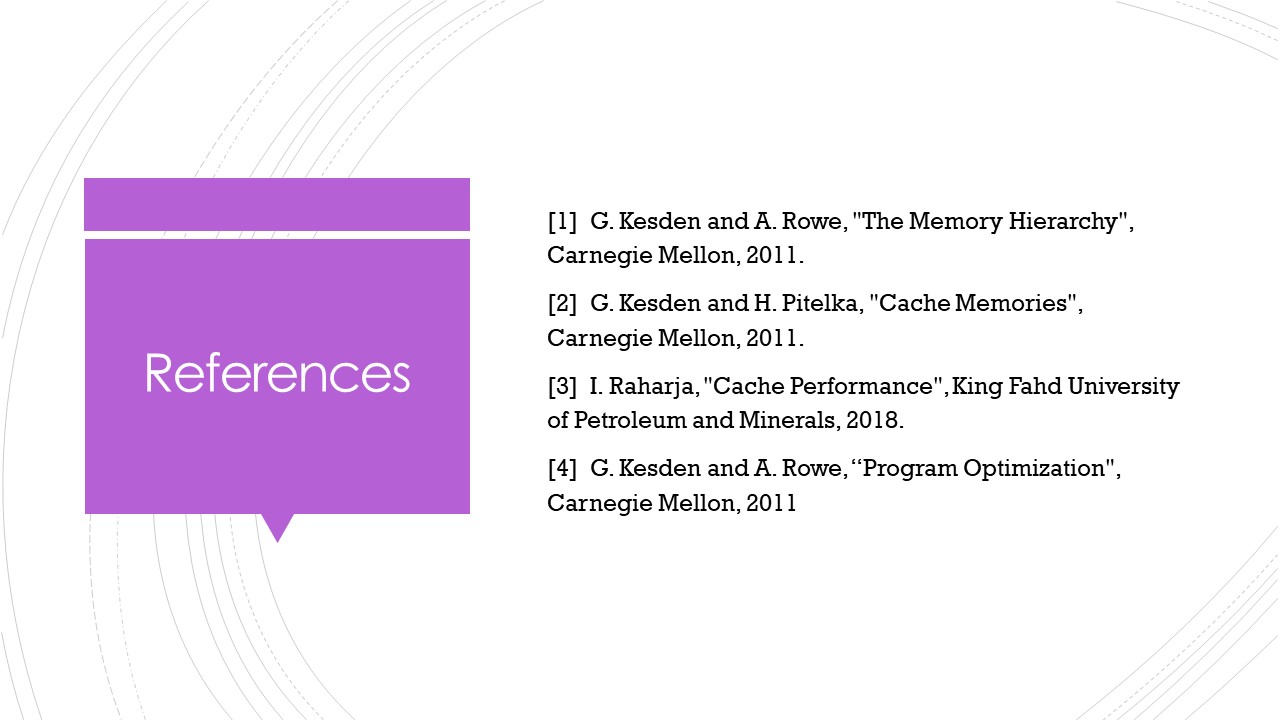 References
[1] G. Kesden and A. Rowe, "The Memory Hierarchy",
Carnegie Mellon, 2011.
[2] G. Kesden and H. Pitelka, "Cache Memories",
Carnegie Mellon, 2011.
[3] I. Raharja, "Cache Performance", King Fahd University
of Petroleum and Minerals, 2018.
[4] G. Kesden and A. Rowe, “Program Optimization",
Carnegie Mellon, 2011